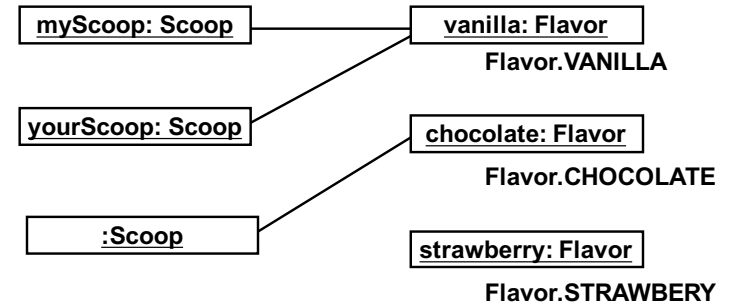 myScoop: Scoop
vanilla: Flavor
Flavor.VANILLA
yourScoop: Scoop
chocolate: Flavor
Flavor.CHOCOLATE
:Scoop
strawberry: Flavor
Flavor.STRAWBERY